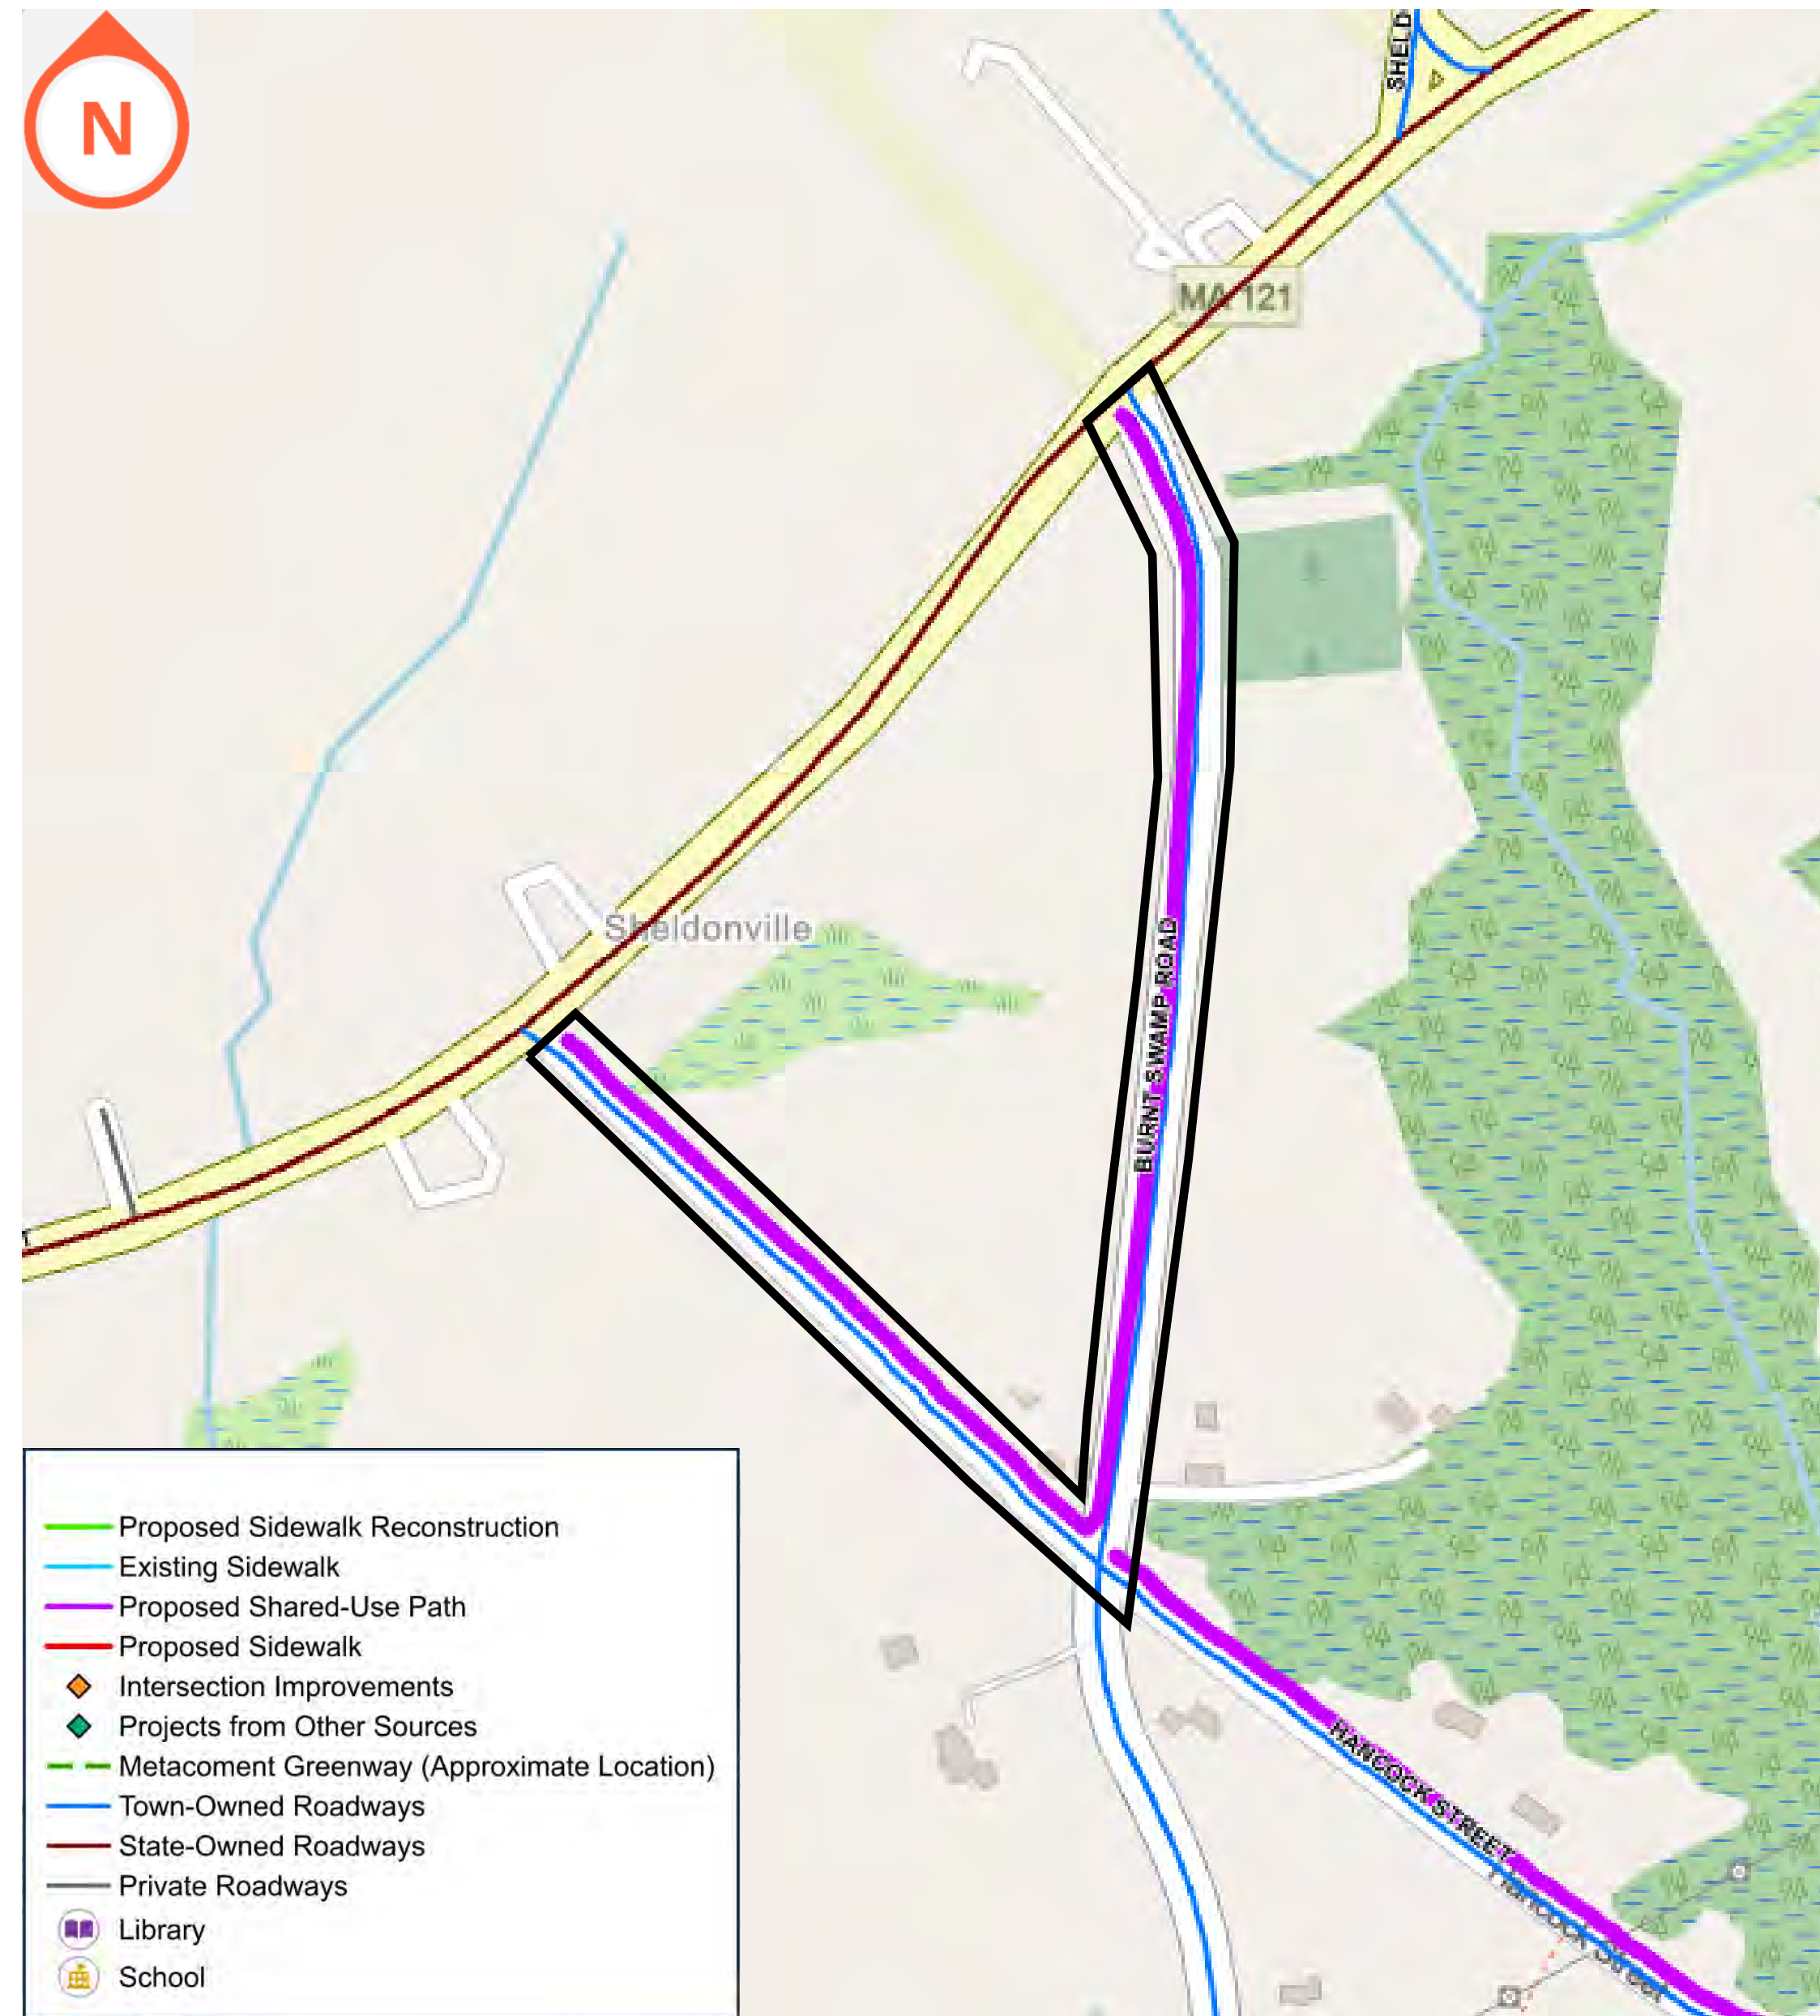 N
SHELD
MA 121
Sheldonville
BURNT SWAMP ROAD
HANCOCK STREET
Hancock Street
Proposed Sidewalk Reconstruction
Existing Sidewalk
Proposed Shared-Use Path
Proposed Sidewalk
Intersection Improvements
Projects from Other Sources
Metacoment Greenway (Approximate Location)
Town-Owned Roadways
State-Owned Roadways
Private Roadways
Library
School